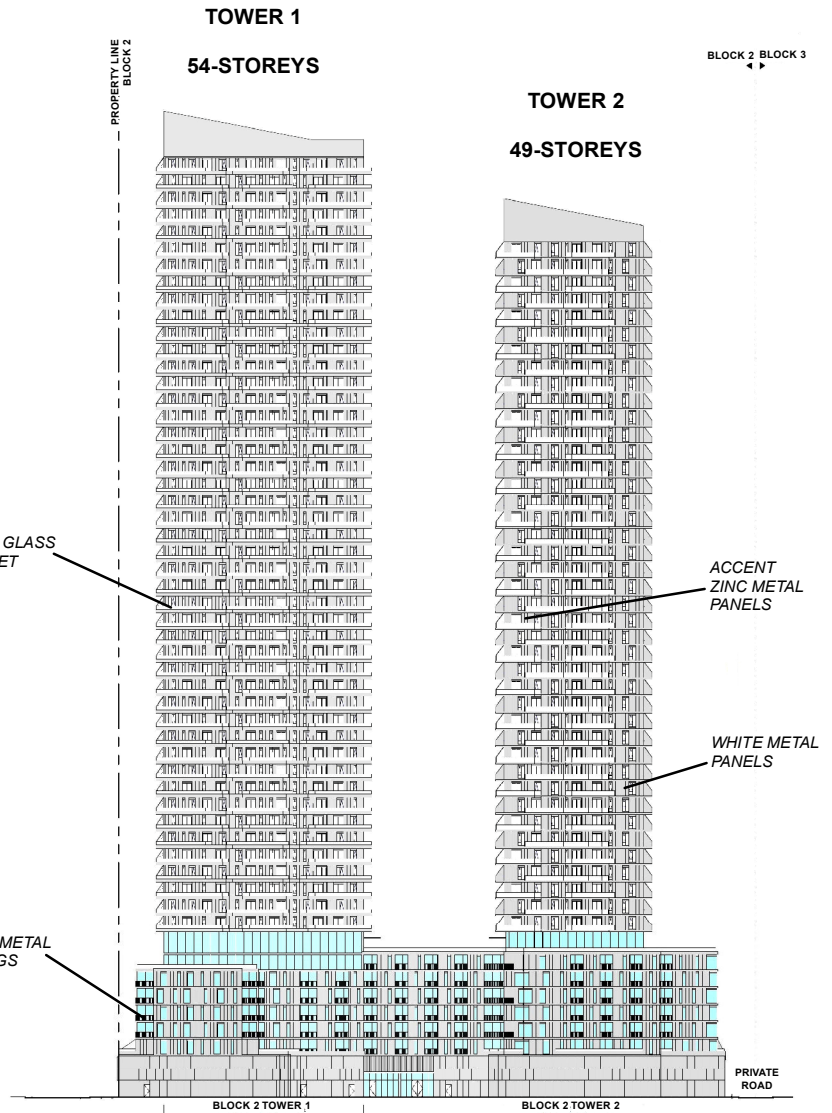 TOWER 1
54-STOREYS
PROPERTY LINE
BLOCK 2
BLOCK 2 BLOCK 3
TOWER 2
49-STOREYS
GLASS
ET
ACCENT
ZINC METAL
PANELS
WHITE METAL
PANELS
METAL
GS
PRIVATE
ROAD
BLOCK 2 TOWER 1
BLOCK 2 TOWER 2